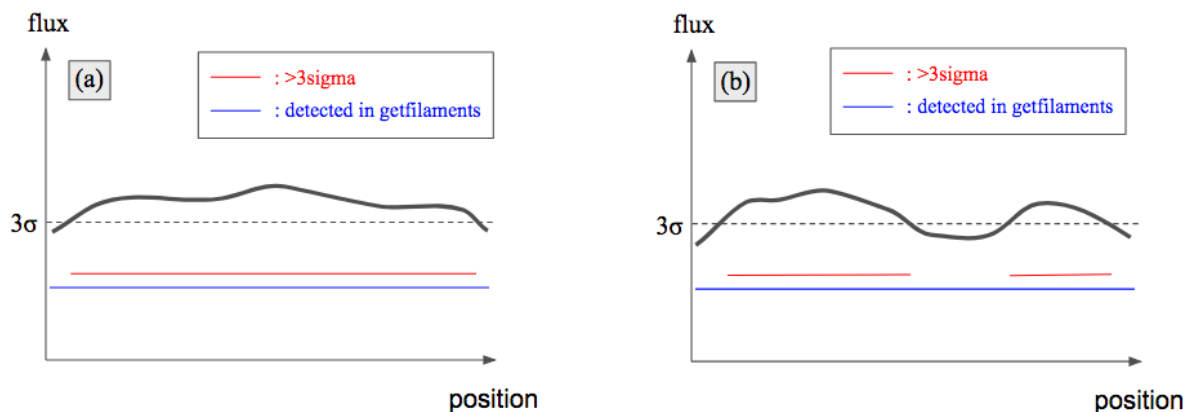 flux
(a)
: >3sigma
: detected in getfilaments
3σ
position
flux
(b)
: >3sigma
: detected in getfilaments
3σ
position